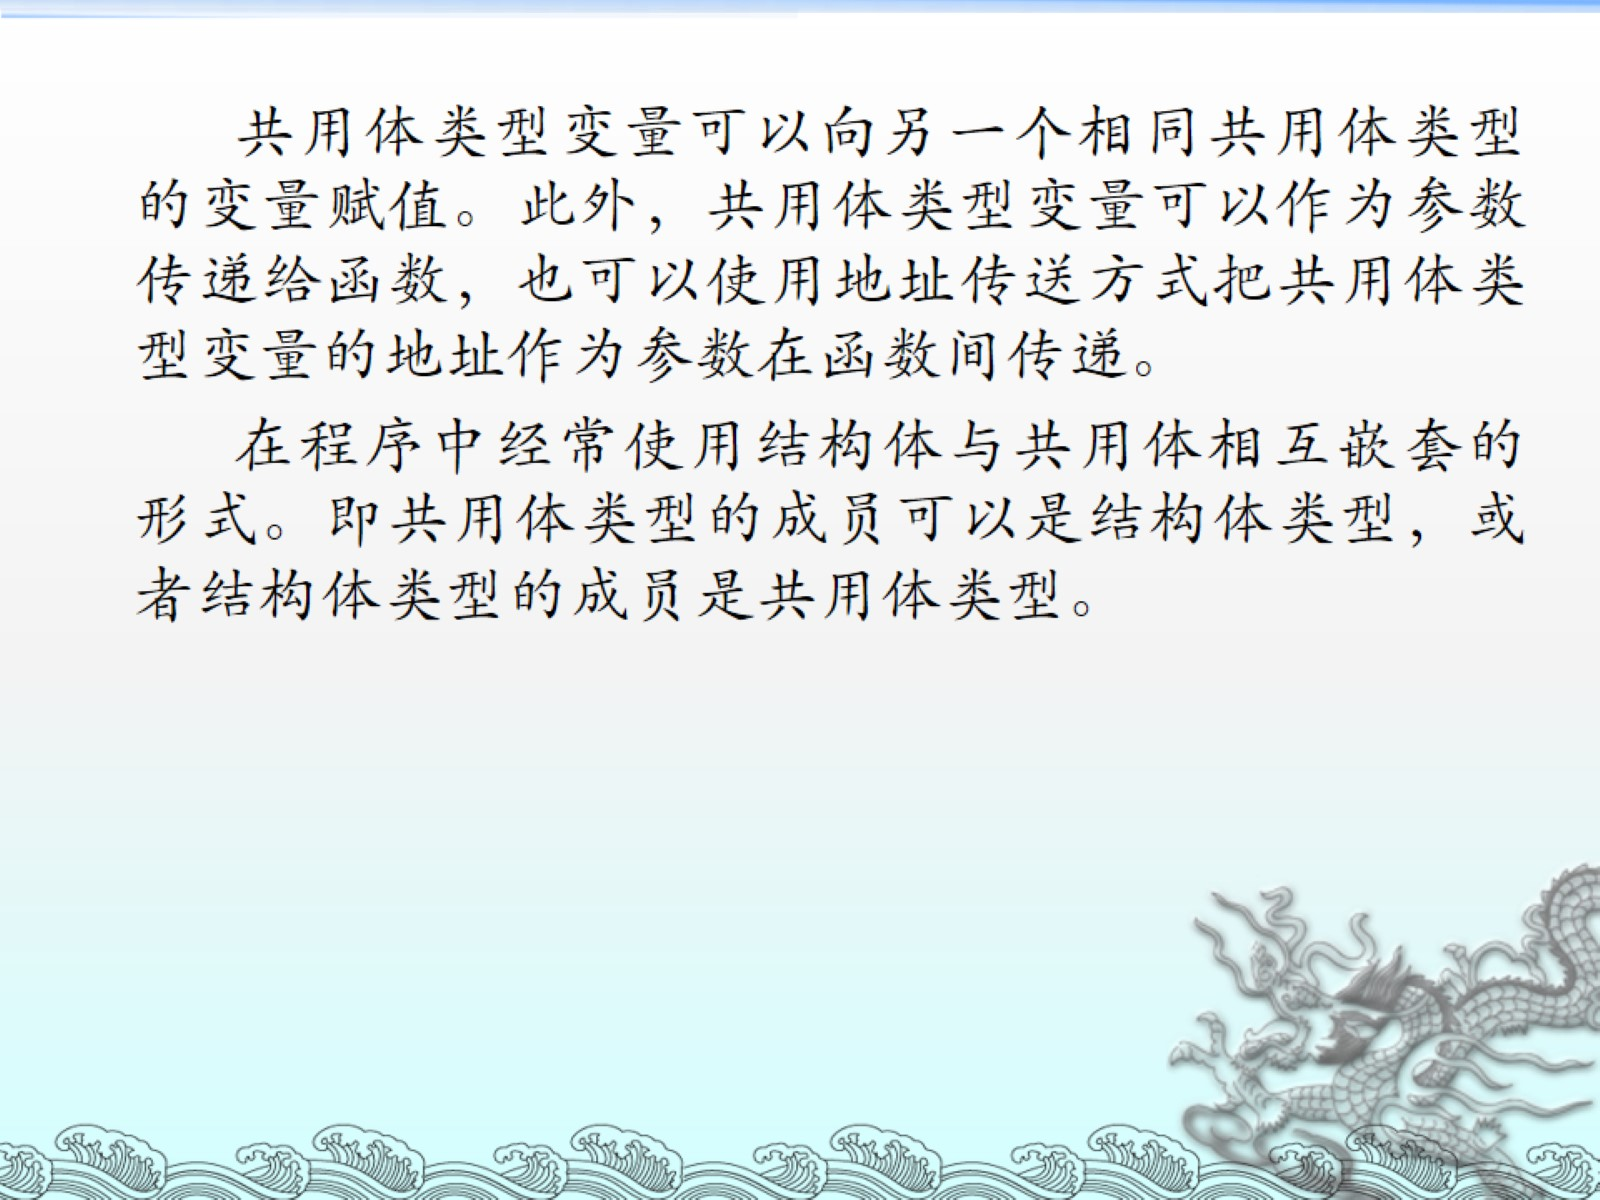 共用体类型变量可以向另一个相同共用体类型
的变量赋值。此外，共用体类型变量可以作为参数
传递给函数，也可以使用地址传送方式把共用体类
型变量的地址作为参数在函数间传递。
在程序中经常使用结构体与共用体相互嵌套的
形式。即共用体类型的成员可以是结构体类型，或
者结构体类型的成员是共用体类型。